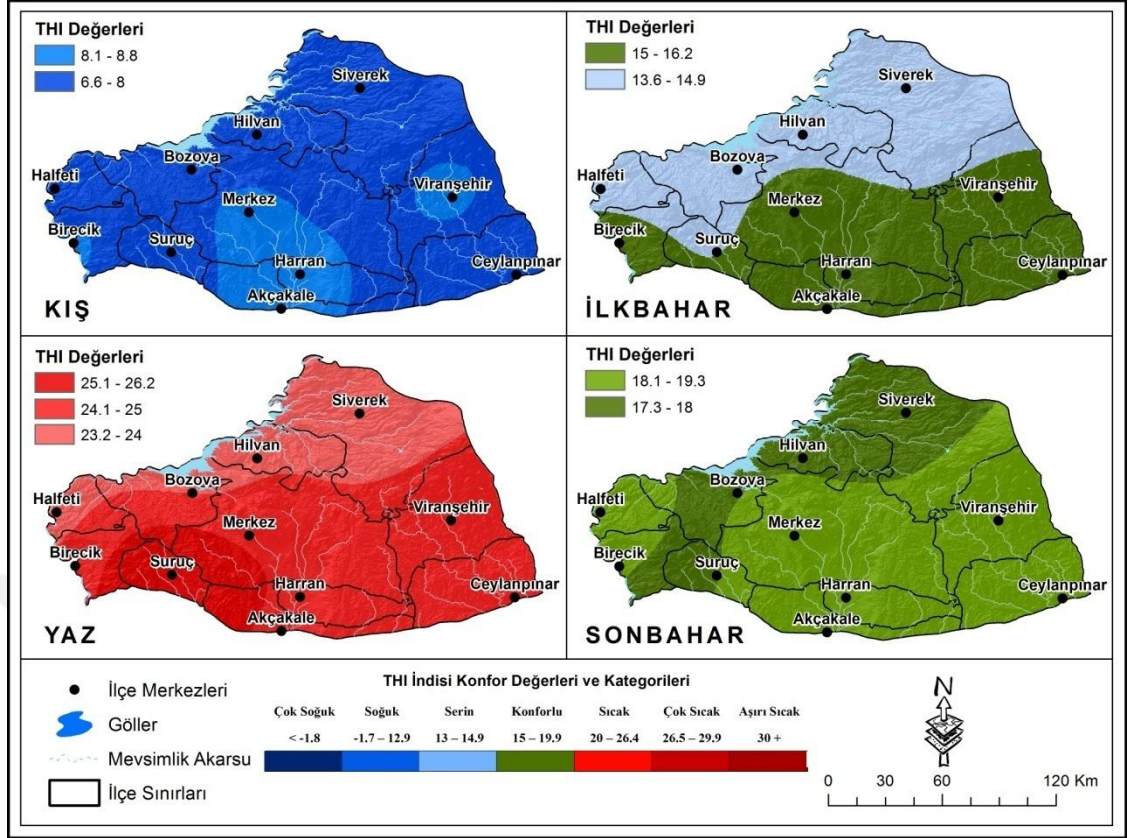 THI Değerleri
8.1 - 8.8
6.6 - 8
Siverek
Hilvan
Bozova
Halfeti
Viranşehir
Merkez
Birecik
Suruç
Harran
Ceylanpınar
Akçakale
KIŞ
THI Değerleri
15 - 16.2
13.6 - 14.9
Siverek
Hilvan
Bozova
Halfeti
Viranşehir
Merkez
Birecik
Suruç
Harran
Ceylanpınar
Akçakale
İLKBAHAR
THI Değerleri
25.1 - 26.2
24.1 - 25
23.2 - 24
Siverek
Hilvan
Bozova
Halfeti
Viranşehir
Merkez
Birecik
Suruç
Harran
Ceylanpınar
Akçakale
YAZ
THI Değerleri
18.1 - 19.3
17.3 - 18
Siverek
Hilvan
Bozova
Halfeti
Viranşehir
Merkez
Birecik
Suruç
Harran
Ceylanpınar
Akçakale
SONBAHAR
İlçe Merkezleri
Göller
Mevsimlik Akarsu
İlçe Sınırları
THI İndisi Konfor Değerleri ve Kategorileri
Çok Soğuk Soğuk Serin Konforlu Sıcak Çok Sıcak Aşırı Sıcak
< -1.8 -1.7 – 12.9 13 – 14.9 15 – 19.9 20 – 26.4 26.5 – 29.9 30 +
N
0 30 60 120 Km